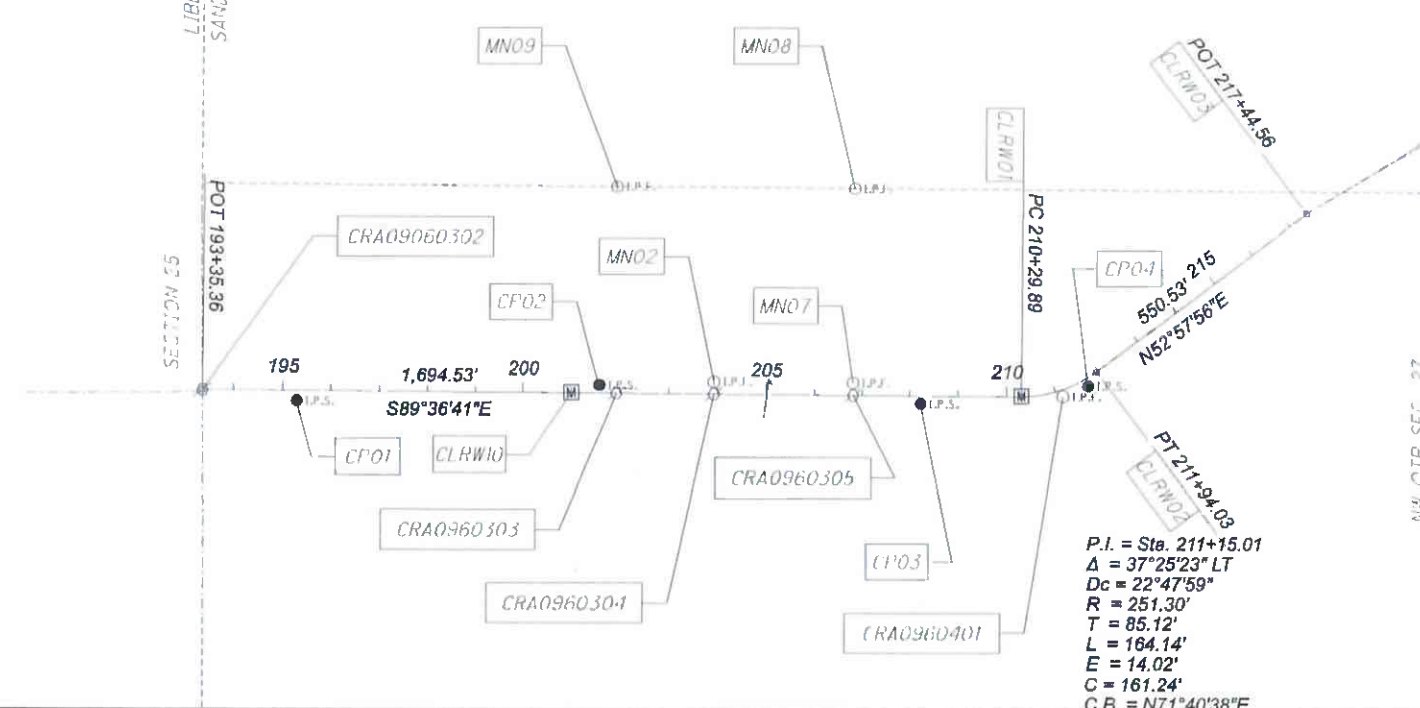 MN09
MN08
POT 217+44.56
CLRW03
CLRW01
POT 193+35.36
PC 210+29.89
I.P.F.
I.P.F.
CRA09060302
SECTION 25
MN02
CP02
MN07
CP04
550.53' 215
N52°57'56"E
195
1,694.53'
200
205
210
S89°36'41"E
I.P.S.
I.P.S.
M
I.P.F.
I.P.F.
I.P.S.
M
I.P.S.
I.P.F.
CP01
CLRW10
CRA0960305
CRA0960303
CP03
CRA0960304
CRA0960401
PT 211+94.03
CLRW02
P.I. = Sta. 211+15.01
Δ = 37°25'23" LT
Dc = 22°47'59"
R = 251.30'
T = 85.12'
L = 164.14'
E = 14.02'
C = 161.24'
C.B. = N71°40'38"E